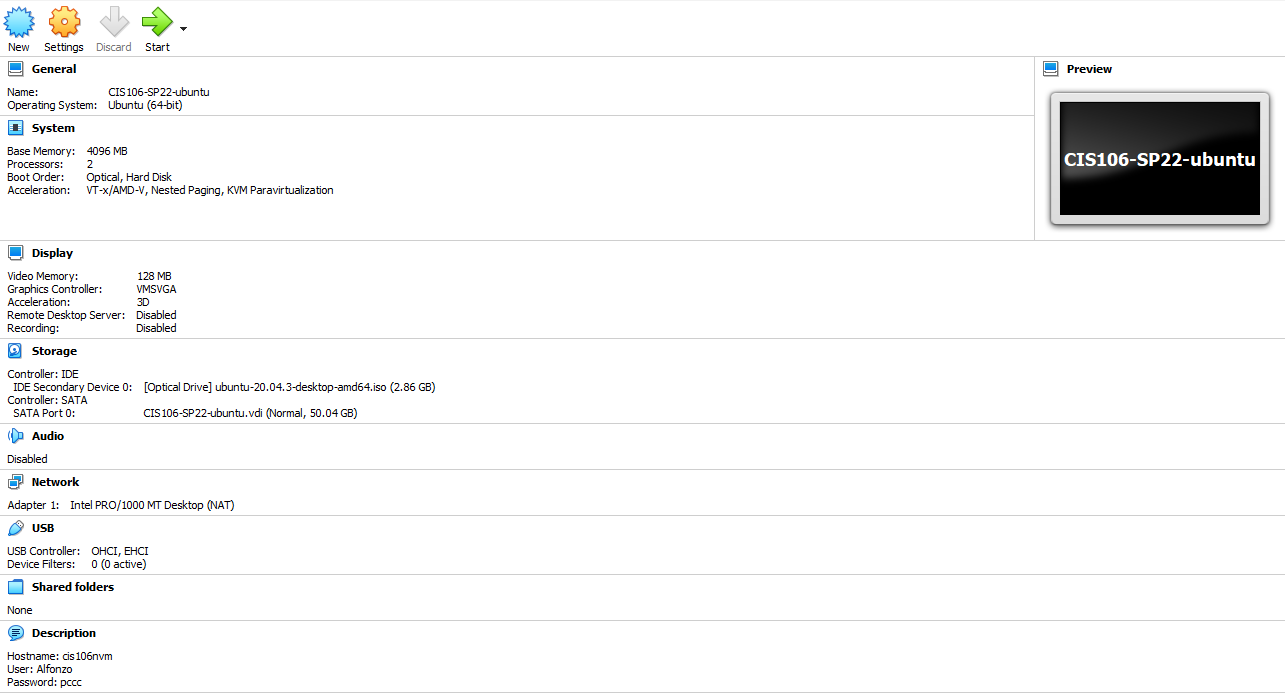 New Settings Discard Start
General
Name: CIS106-SP22-ubuntu
Operating System: Ubuntu (64-bit)
System
Base Memory: 4096 MB
Processors: 2
Boot Order: Optical, Hard Disk
Acceleration: VT-x/AMD-V, Nested Paging, KVM Paravirtualization
Preview
CIS106-SP22-ubuntu
Display
Video Memory: 128 MB
Graphics Controller: VMSVGA
Acceleration: 3D
Remote Desktop Server: Disabled
Recording: Disabled
Storage
Controller: IDE
IDE Secondary Device 0: [Optical Drive] ubuntu-20.04.3-desktop-amd64.iso (2.86 GB)
Controller: SATA
SATA Port 0: CIS106-SP22-ubuntu.vdi (Normal, 50.04 GB)
Audio
Disabled
Network
Adapter 1: Intel PRO/1000 MT Desktop (NAT)
USB
USB Controller: OHCI, EHCI
Device Filters: 0 (0 active)
Shared folders
None
Description
Hostname: cis106nvm
User: Alfonzo
Password: pccc